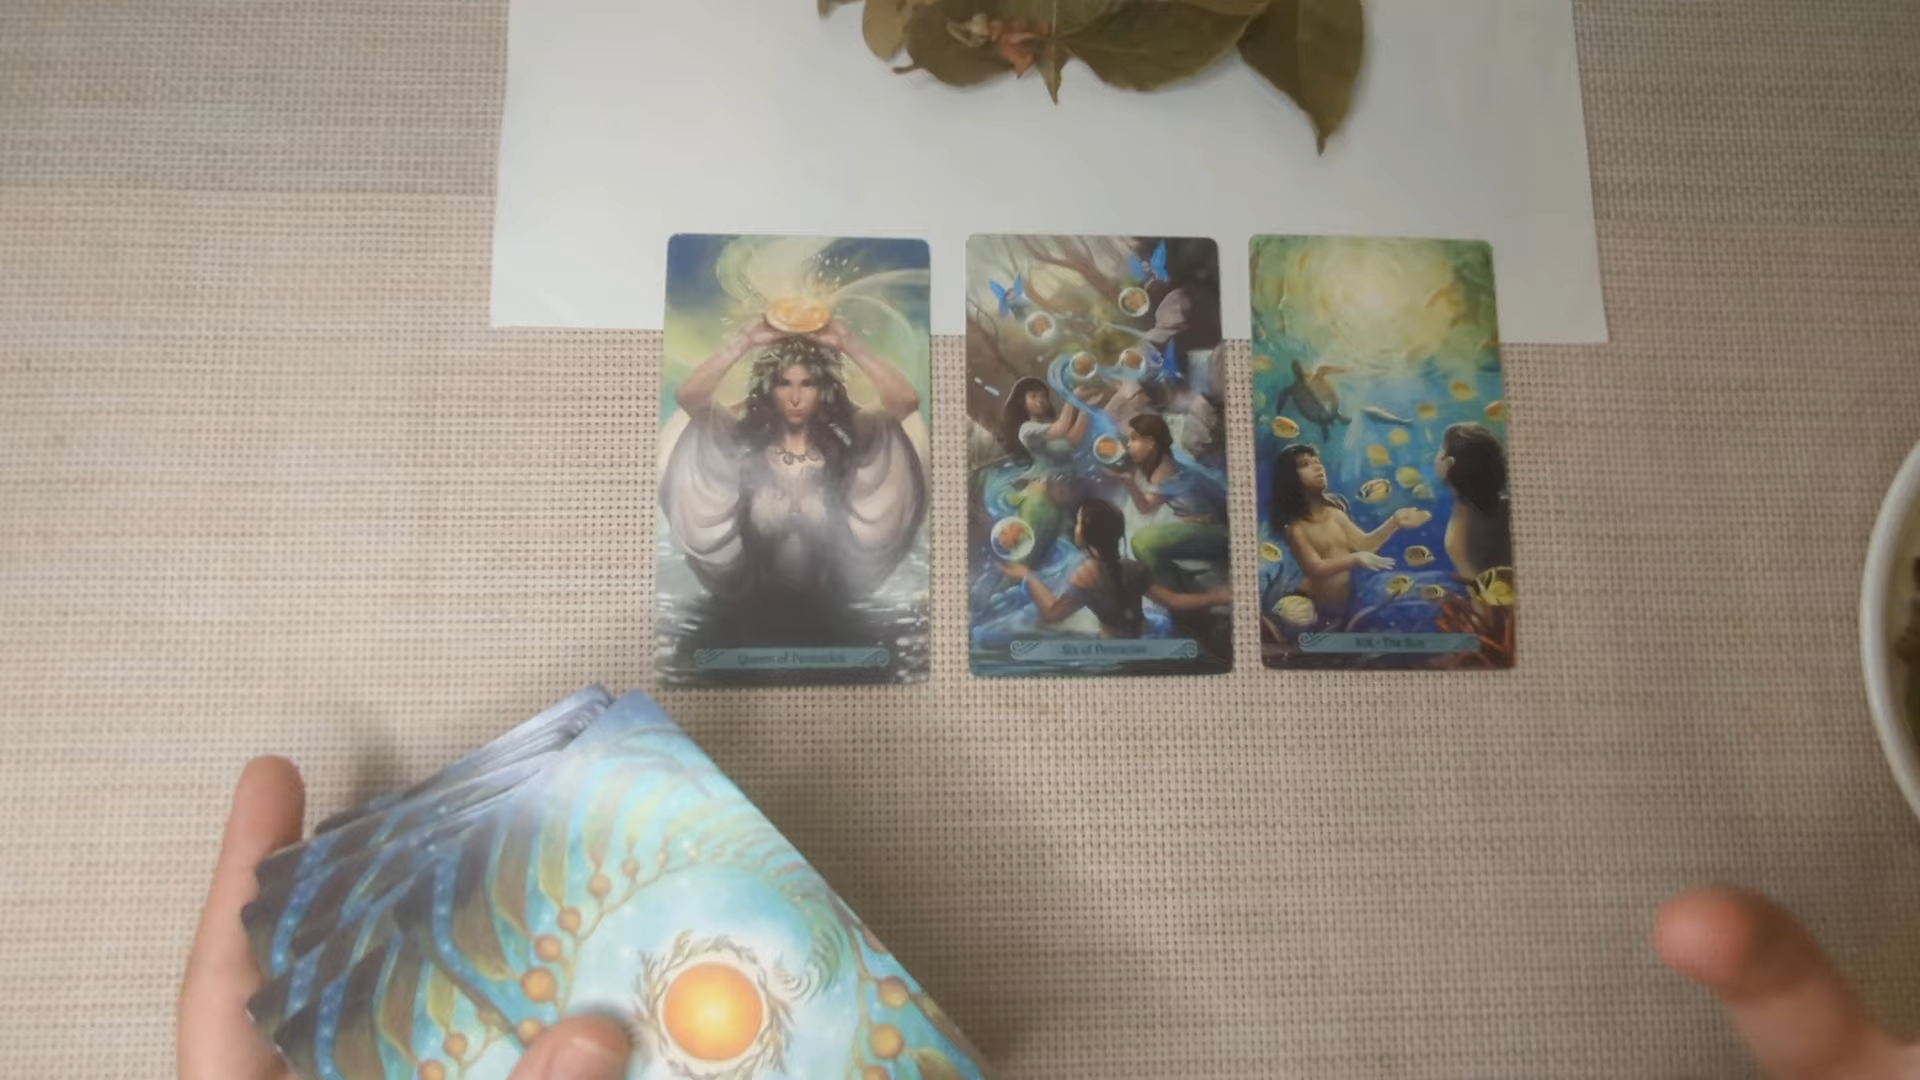 Queen of Pentacles
Six of Pentacles
XIX • The Sun